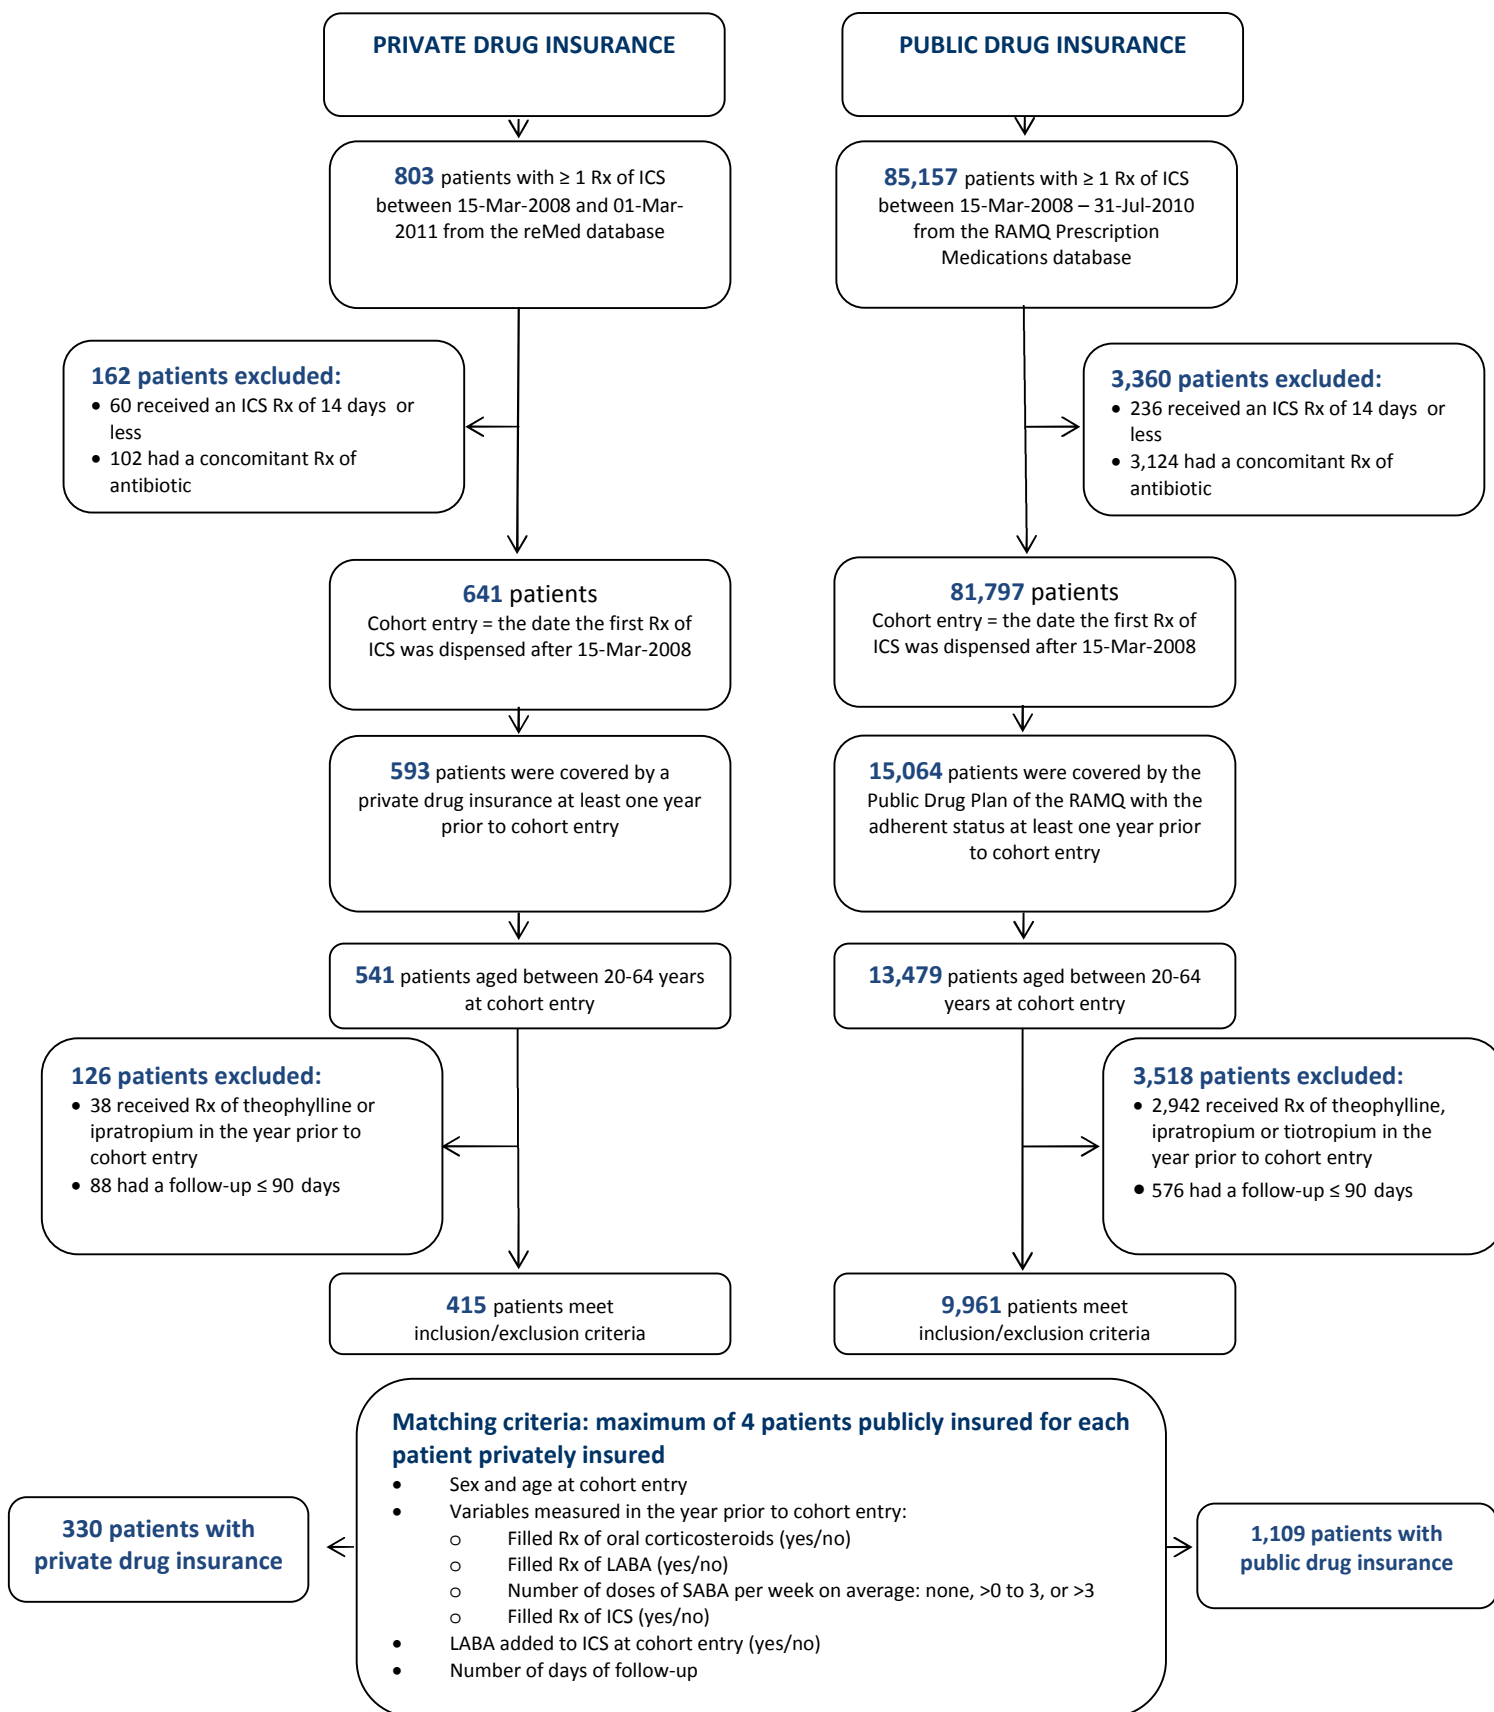 PRIVATE DRUG INSURANCE
PUBLIC DRUG INSURANCE
803 patients with ≥ 1 Rx of ICS
between 15-Mar-2008 and 01-Mar-
2011 from the reMed database
85,157 patients with ≥ 1 Rx of ICS
between 15-Mar-2008 – 31-Jul-2010
from the RAMQ Prescription
Medications database
162 patients excluded:
• 60 received an ICS Rx of 14 days or
less
• 102 had a concomitant Rx of
antibiotic
3,360 patients excluded:
• 236 received an ICS Rx of 14 days or
less
• 3,124 had a concomitant Rx of
antibiotic
641 patients
Cohort entry = the date the first Rx of
ICS was dispensed after 15-Mar-2008
81,797 patients
Cohort entry = the date the first Rx of
ICS was dispensed after 15-Mar-2008
593 patients were covered by a
private drug insurance at least one year
prior to cohort entry
15,064 patients were covered by the
Public Drug Plan of the RAMQ with the
adherent status at least one year prior
to cohort entry
541 patients aged between 20-64 years
at cohort entry
13,479 patients aged between 20-64
years at cohort entry
126 patients excluded:
• 38 received Rx of theophylline or
ipratropium in the year prior to
cohort entry
• 88 had a follow-up ≤ 90 days
3,518 patients excluded:
• 2,942 received Rx of theophylline,
ipratropium or tiotropium in the
year prior to cohort entry
• 576 had a follow-up ≤ 90 days
415 patients meet
inclusion/exclusion criteria
9,961 patients meet
inclusion/exclusion criteria
Matching criteria: maximum of 4 patients publicly insured for each
patient privately insured
• Sex and age at cohort entry
• Variables measured in the year prior to cohort entry:
o Filled Rx of oral corticosteroids (yes/no)
o Filled Rx of LABA (yes/no)
o Number of doses of SABA per week on average: none, >0 to 3, or >3
o Filled Rx of ICS (yes/no)
• LABA added to ICS at cohort entry (yes/no)
• Number of days of follow-up
330 patients with
private drug insurance
1,109 patients with
public drug insurance